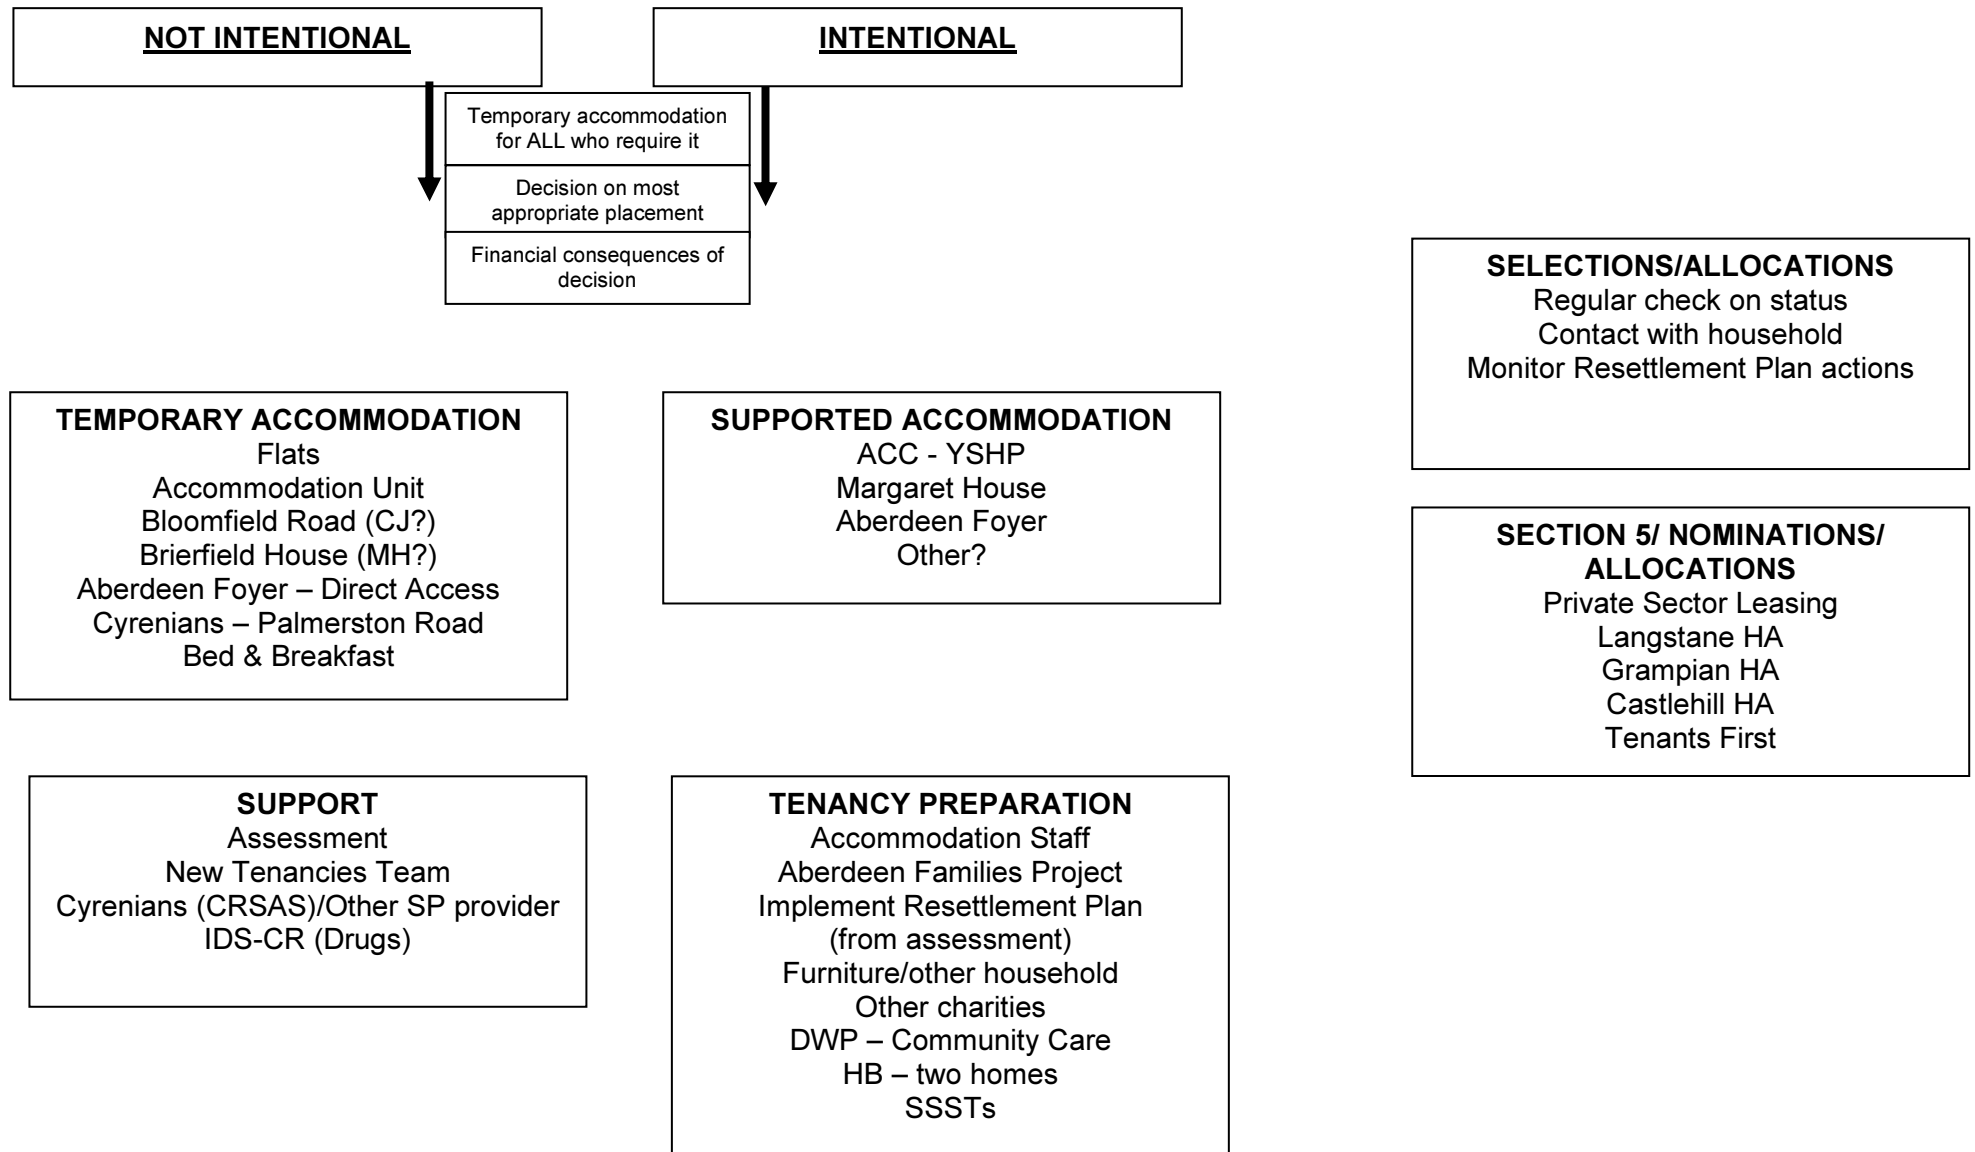 NOT INTENTIONAL
INTENTIONAL
Temporary accommodation
for ALL who require it
Decision on most
appropriate placement
Financial consequences of
decision
SELECTIONS/ALLOCATIONS
Regular check on status
Contact with household
Monitor Resettlement Plan actions
TEMPORARY ACCOMMODATION
Flats
Accommodation Unit
Bloomfield Road (CJ?)
Brierfield House (MH?)
Aberdeen Foyer – Direct Access
Cyrenians – Palmerston Road
Bed & Breakfast
SUPPORTED ACCOMMODATION
ACC - YSHP
Margaret House
Aberdeen Foyer
Other?
SECTION 5/ NOMINATIONS/
ALLOCATIONS
Private Sector Leasing
Langstane HA
Grampian HA
Castlehill HA
Tenants First
SUPPORT
Assessment
New Tenancies Team
Cyrenians (CRSAS)/Other SP provider
IDS-CR (Drugs)
TENANCY PREPARATION
Accommodation Staff
Aberdeen Families Project
Implement Resettlement Plan
(from assessment)
Furniture/other household
Other charities
DWP – Community Care
HB – two homes
SSSTs